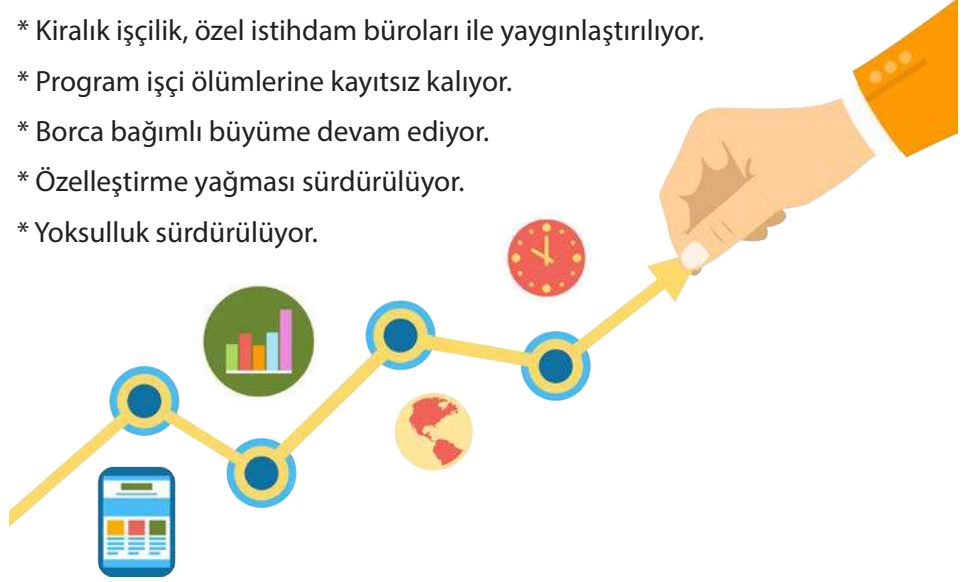 * Kiralık işçilik, özel istihdam büroları ile yaygınlaştırılıyor.
* Program işçi ölümlerine kayıtsız kalıyor.
* Borca bağımlı büyüme devam ediyor.
* Özelleştirme yağması sürdürülüyor.
* Yoksulluk sürdürülüyor.